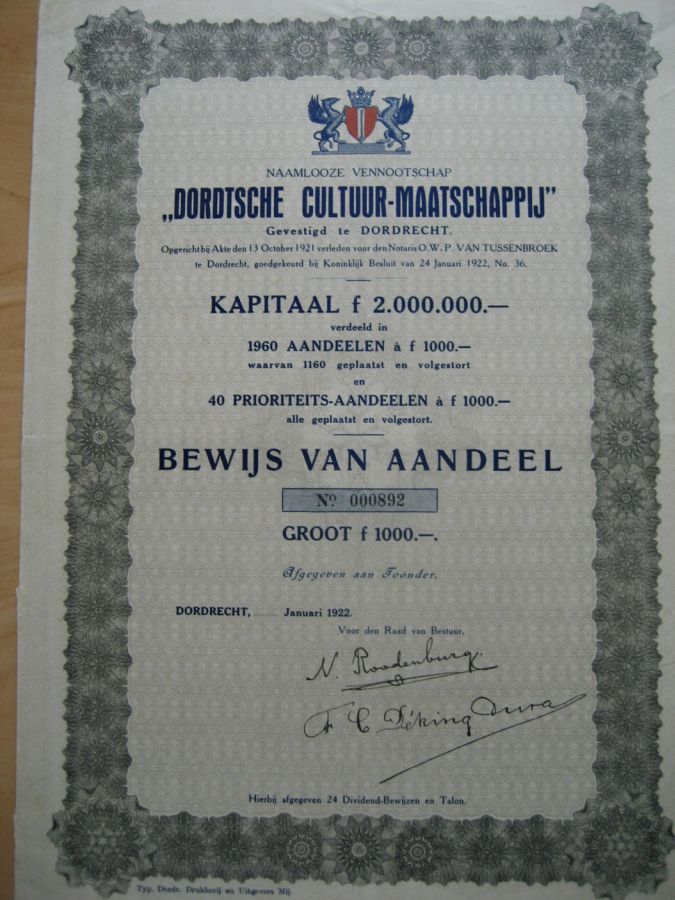 NAAMLOOZE VENNOOTSCHAP
„DORDTSCHE CULTUUR-MAATSCHAPPIJ”
Gevestigd te DORDRECHT.
Opgericht bij Akte den 13 October 1921 verleden voor den Notaris O.W.P. VAN TUSSENBROEK
te Dordrecht, goedgekeurd bij Koninklijk Besluit van 24 Januari 1922, No. 36.
KAPITAAL f 2.000.000.—
verdeeld in
1960 AANDEELEN à f 1000.—
waarvan 1160 geplaatst en volgestort
en
40 PRIORITEITS-AANDEELEN à f 1000.—
alle geplaatst en volgestort.
BEWIJS VAN AANDEEL
No. 000892
GROOT f 1000.—.
Afgegeven aan Toonder.
DORDRECHT, ........ Januari 1922.
Voor den Raad van Bestuur,
N. Roodenburg.
F C Déking Dura
Hierbij afgegeven 24 Dividend-Bewijzen en Talon.
Typ. Dordr. Drukkerij en Uitgevers Mij.